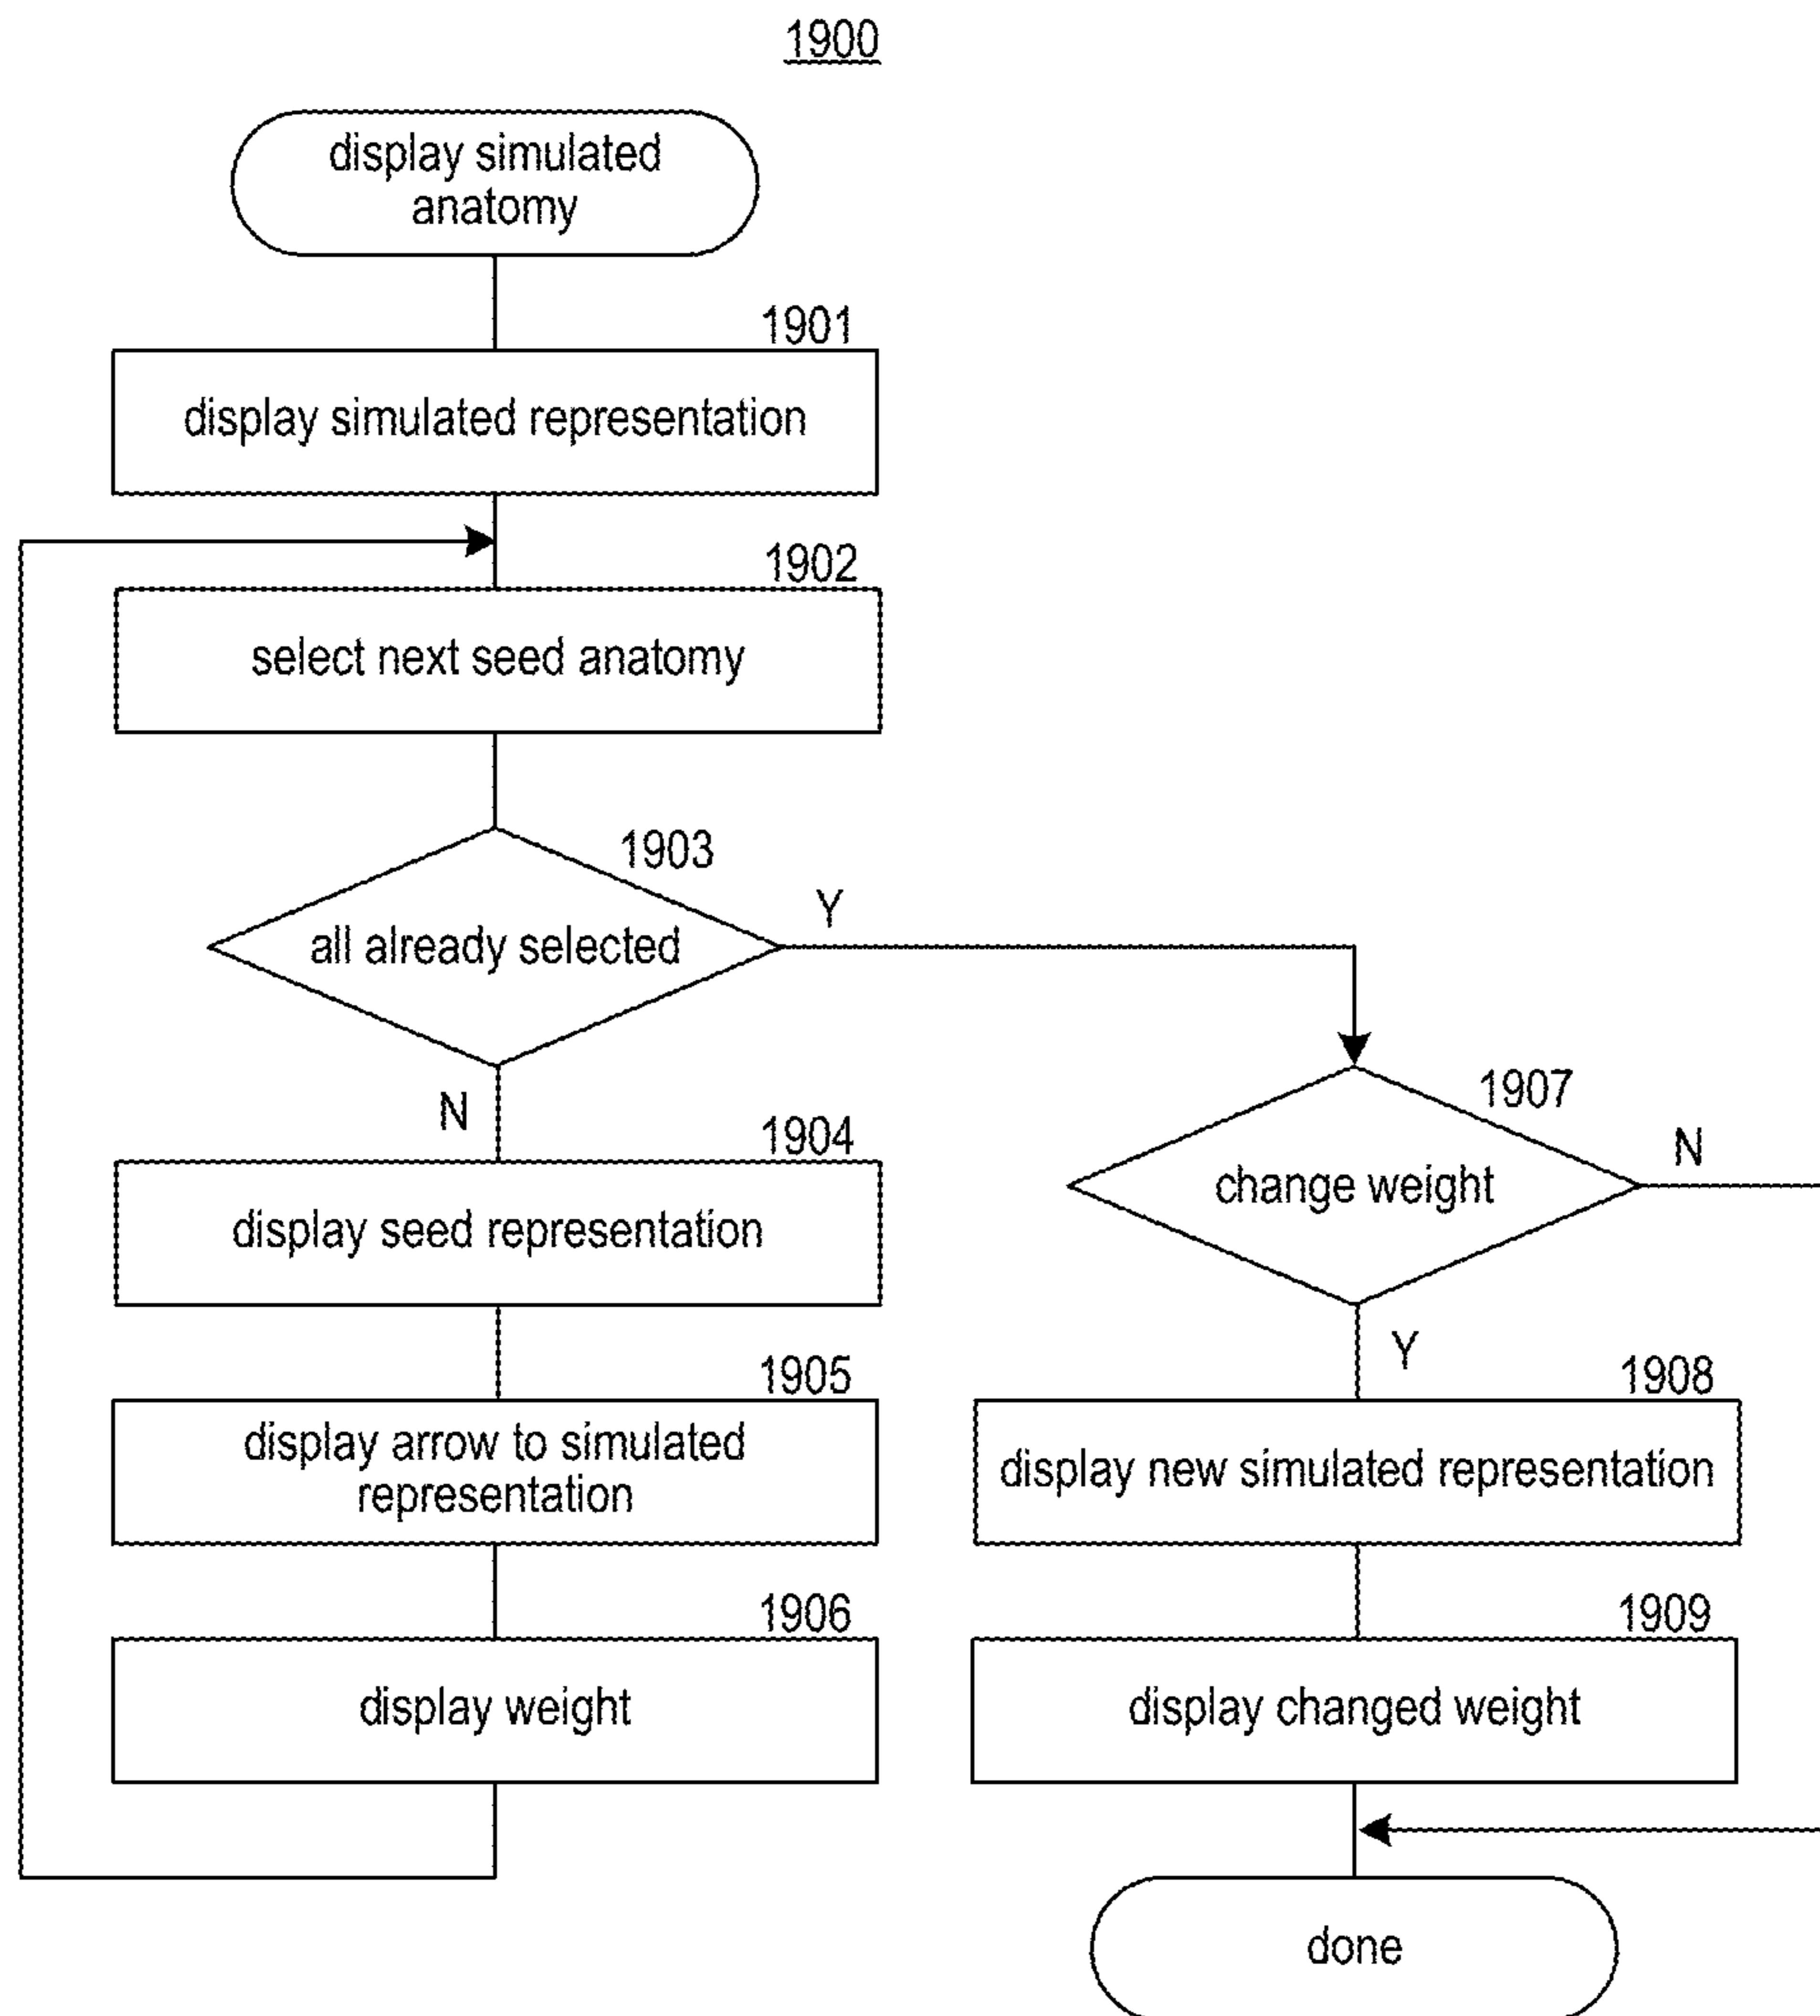 1900
display simulated
anatomy
1901
display simulated representation
1902
select next seed anatomy
1903
all already selected
Y
N
1904
display seed representation
1905
display arrow to simulated
representation
1906
display weight
1907
change weight
N
Y
1908
display new simulated representation
1909
display changed weight
done